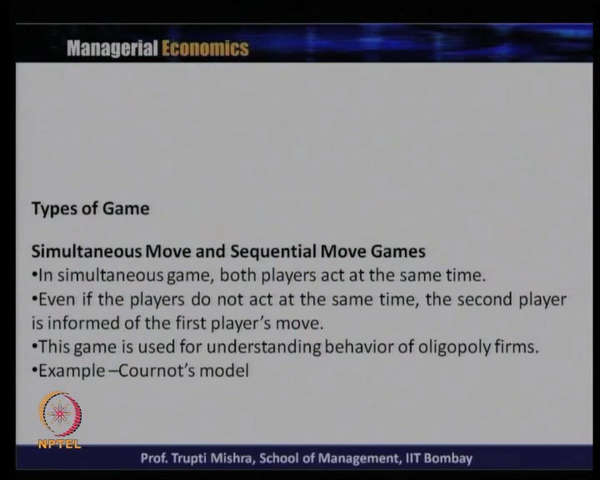 Managerial Economics
Types of Game
Simultaneous Move and Sequential Move Games
•In simultaneous game, both players act at the same time.
•Even if the players do not act at the same time, the second player
is informed of the first player's move.
•This game is used for understanding behavior of oligopoly firms.
•Example –Cournot's model
NPTEL
Prof. Trupti Mishra, School of Management, IIT Bombay